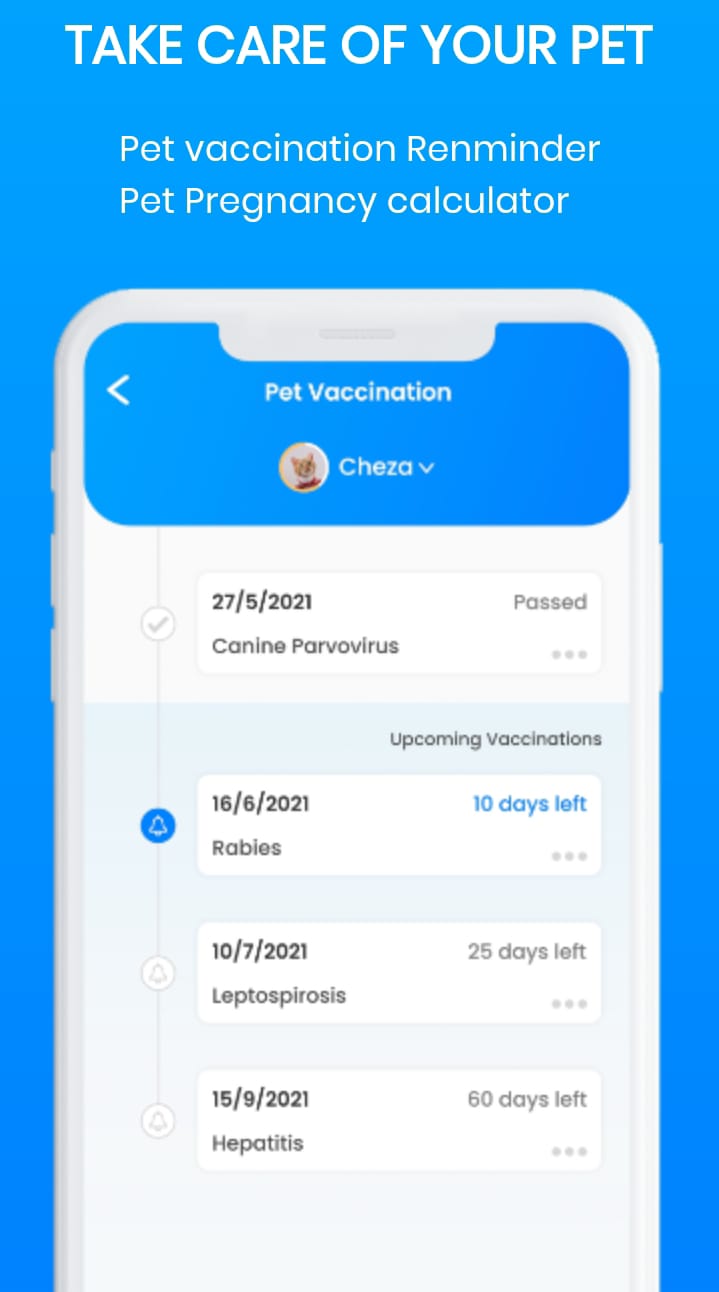 TAKE CARE OF YOUR PET
Pet vaccination Renminder
Pet Pregnancy calculator
Pet Vaccination
Cheza
27/5/2021 Passed
Canine Parvovirus
Upcoming Vaccinations
16/6/2021 10 days left
Rabies
10/7/2021 25 days left
Leptospirosis
15/9/2021 60 days left
Hepatitis